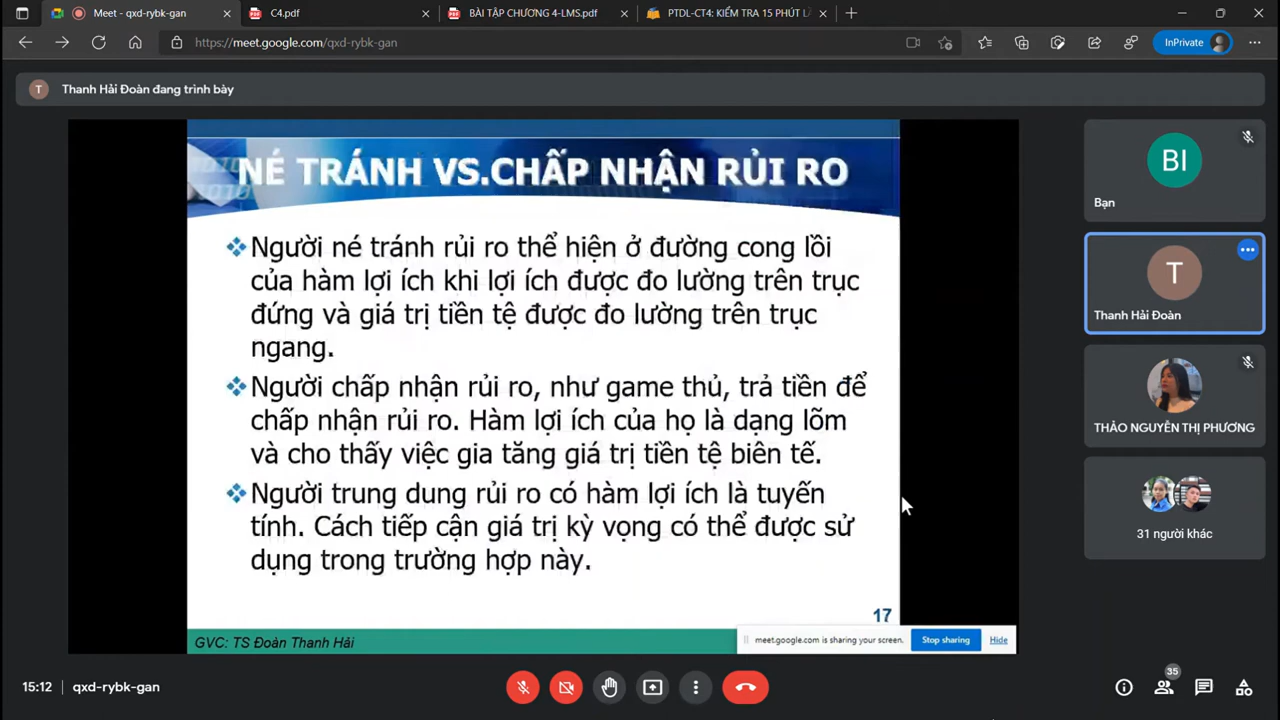 Meet - qxd-rybk-gan
C4.pdf
BÀI TẬP CHƯƠNG 4-LMS.pdf
PTDL-CT4: KIỂM TRA 15 PHÚT L
https://meet.google.com/qxd-rybk-gan
InPrivate
T
Thanh Hải Đoàn đang trình bày
NÉ TRÁNH VS.CHẤP NHẬN RỦI RO
Người né tránh rủi ro thể hiện ở đường cong lồi
của hàm lợi ích khi lợi ích được đo lường trên trục
đứng và giá trị tiền tệ được đo lường trên trục
ngang.
Người chấp nhận rủi ro, như game thủ, trả tiền để
chấp nhận rủi ro. Hàm lợi ích của họ là dạng lõm
và cho thấy việc gia tăng giá trị tiền tệ biên tế.
Người trung dung rủi ro có hàm lợi ích là tuyến
tính. Cách tiếp cận giá trị kỳ vọng có thể được sử
dụng trong trường hợp này.
17
GVC: TS Đoàn Thanh Hải
meet.google.com is sharing your screen.
Stop sharing
Hide
BI
Bạn
T
Thanh Hải Đoàn
THẢO NGUYỄN THỊ PHƯƠNG
31 người khác
15:12
qxd-rybk-gan
35